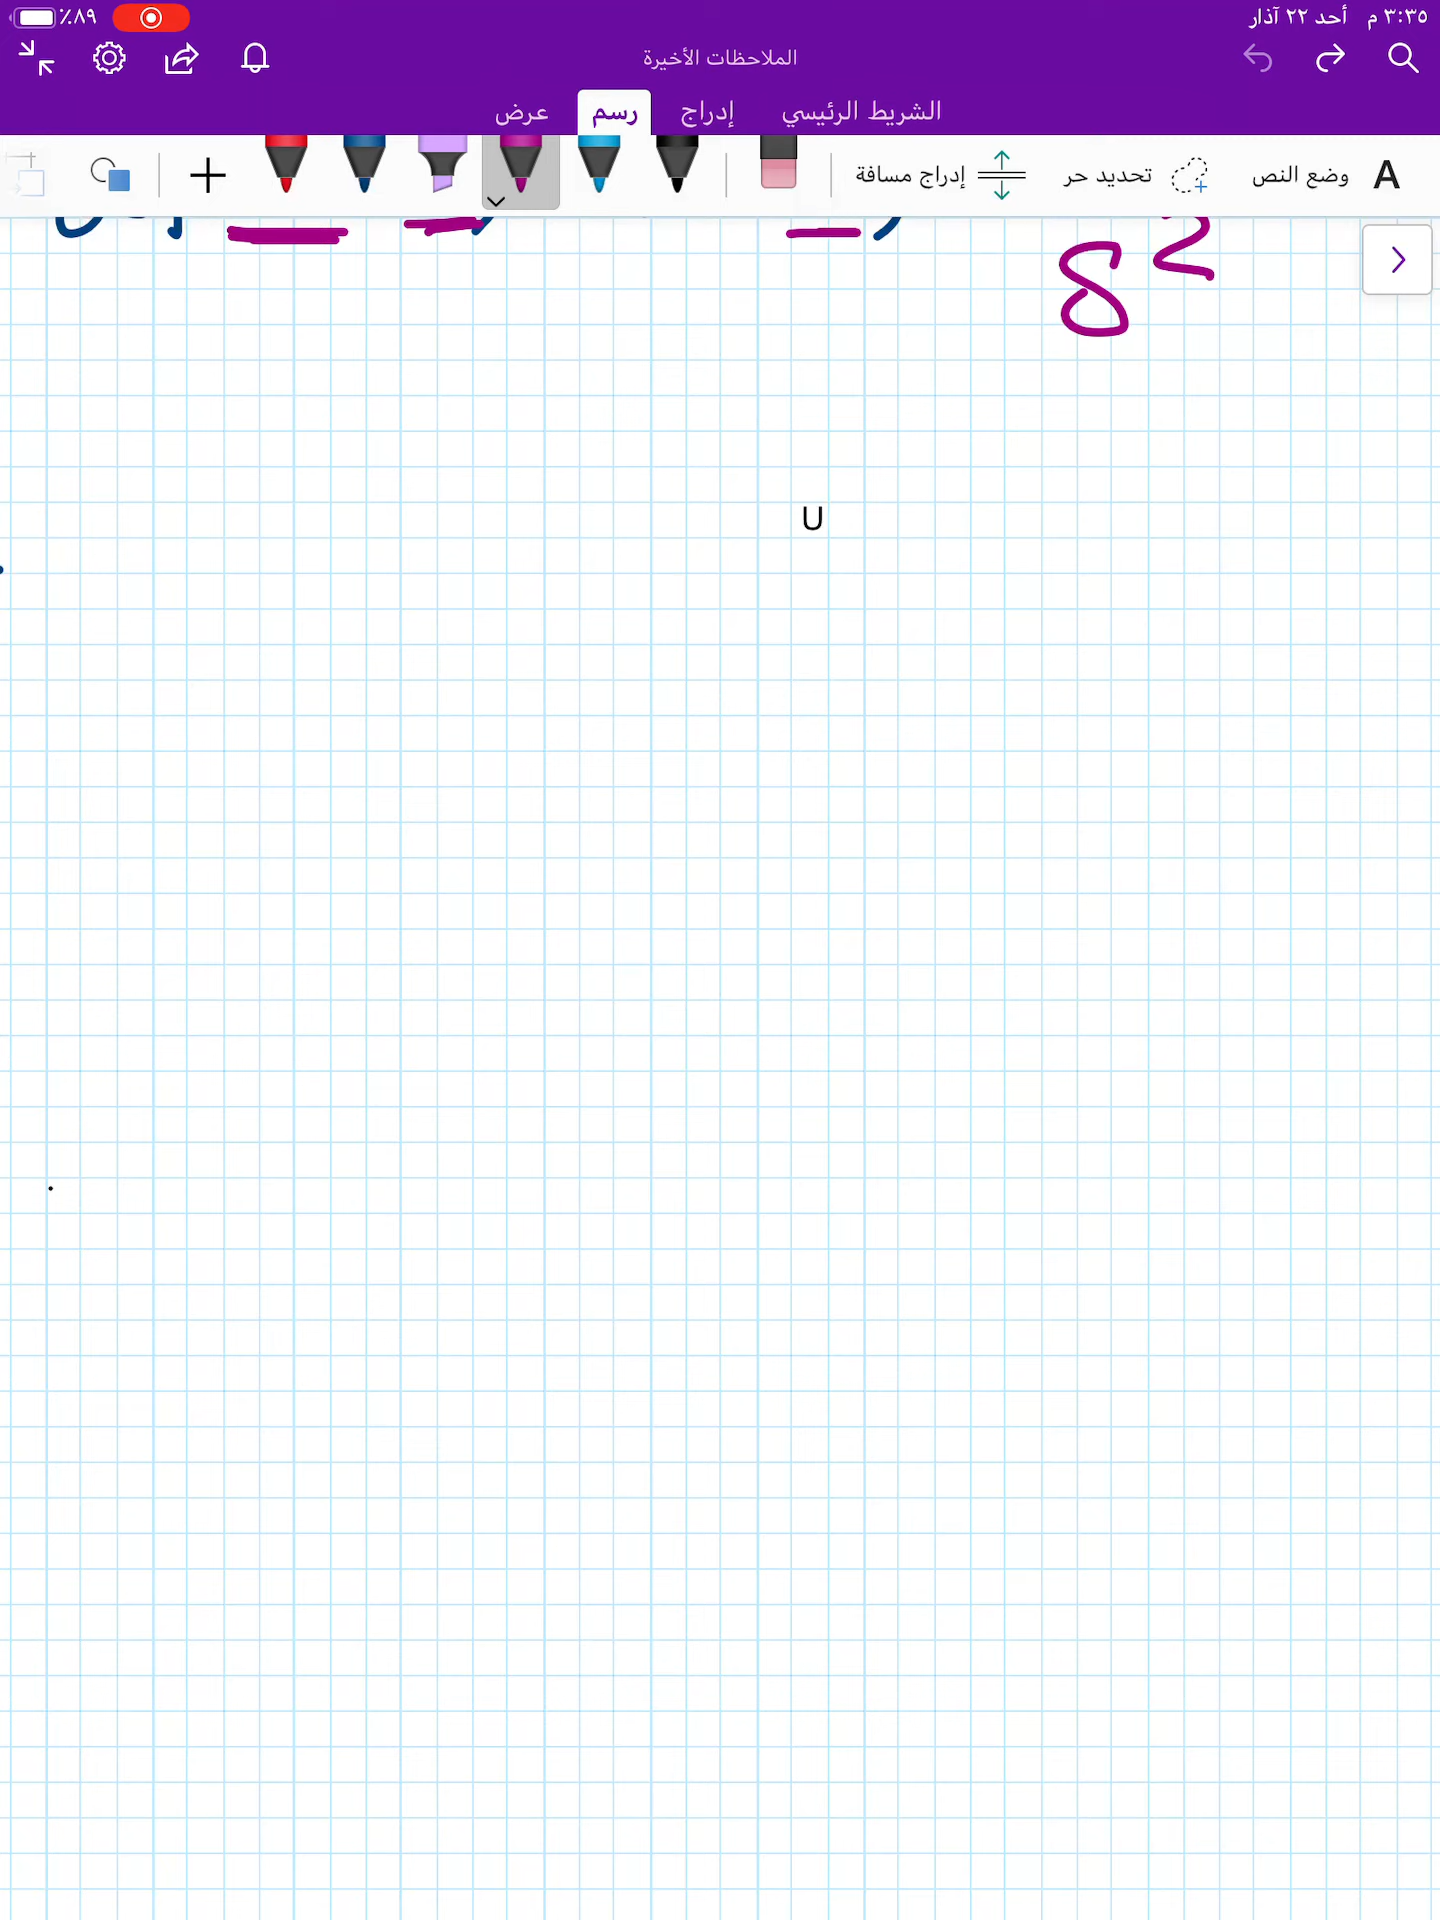 ٣:٣٥ م أحد ٢٢ آذار ٪٨٩
الملاحظات الأخيرة
الشريط الرئيسي إدراج رسم عرض
A وضع النص تحديد حر إدراج مسافة
8²
U